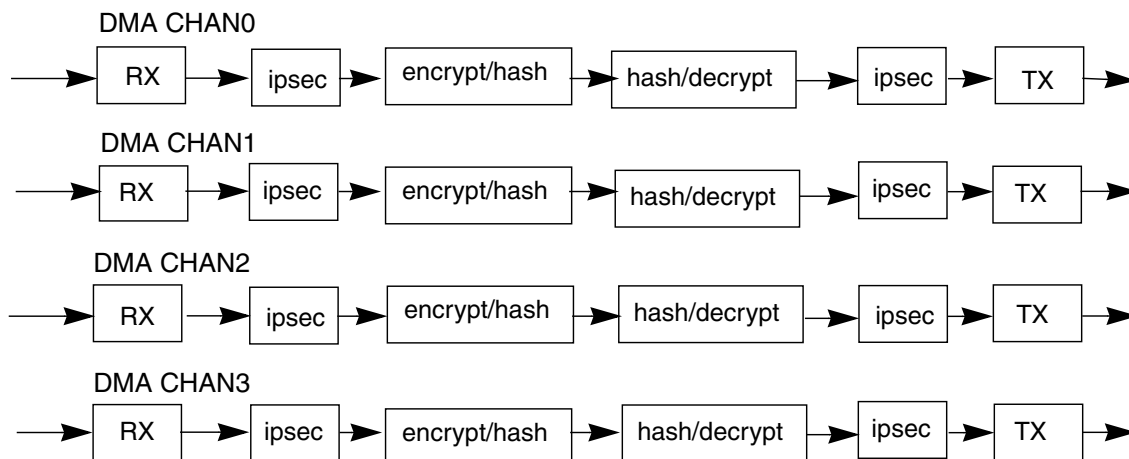 DMA CHAN0
RX ipsec encrypt/hash hash/decrypt ipsec TX
DMA CHAN1
RX ipsec encrypt/hash hash/decrypt ipsec TX
DMA CHAN2
RX ipsec encrypt/hash hash/decrypt ipsec TX
DMA CHAN3
RX ipsec encrypt/hash hash/decrypt ipsec TX